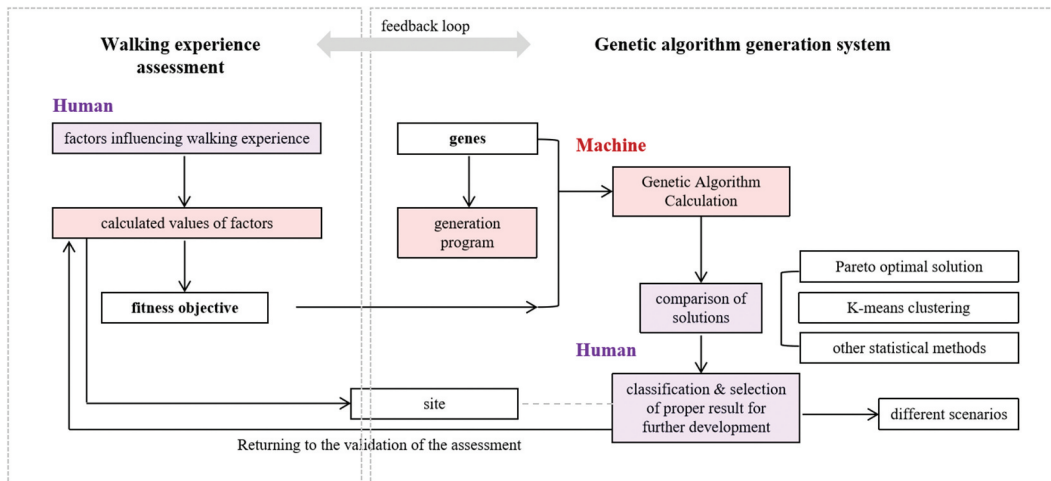 feedback loop
Walking experience
assessment
Genetic algorithm generation system
Human
factors influencing walking experience
calculated values of factors
fitness objective
genes
generation
program
Machine
Genetic Algorithm
Calculation
comparison of
solutions
Pareto optimal solution
K-means clustering
other statistical methods
Human
classification & selection
of proper result for
further development
different scenarios
site
Returning to the validation of the assessment